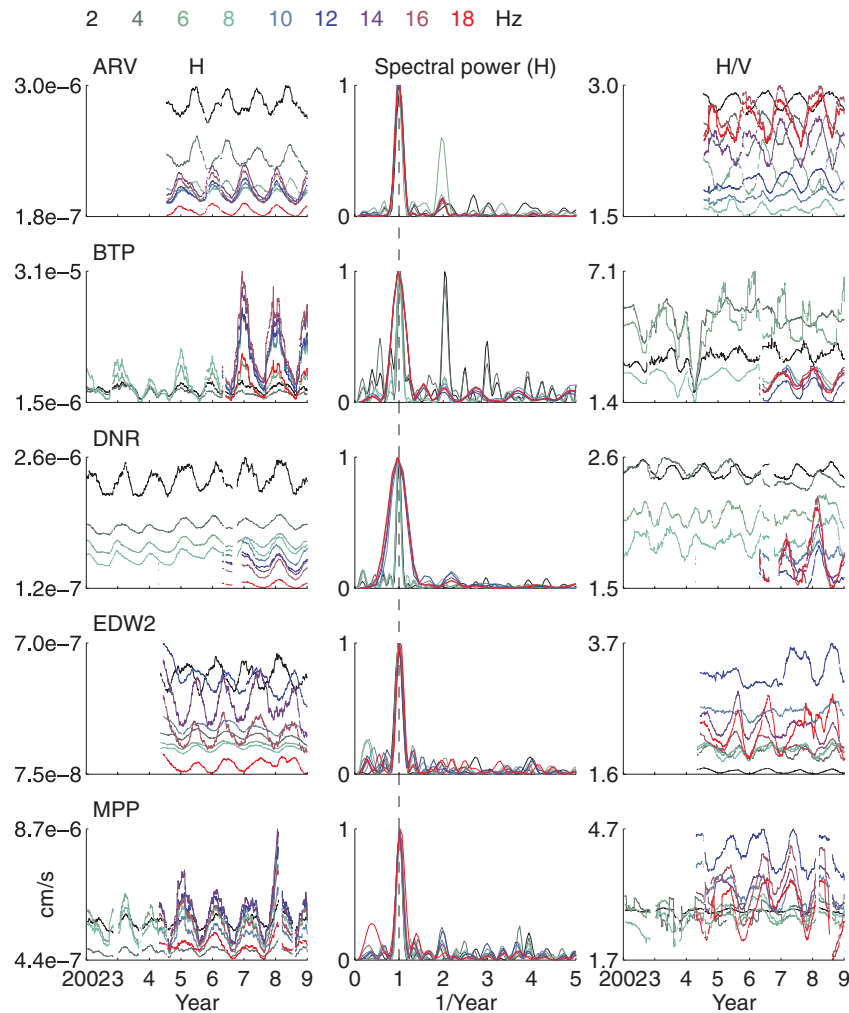 2 4 6 8 10 12 14 16 18 Hz
ARV H Spectral power (H) H/V
3.0e−6 1 3.0
1.8e−7 0 1.5
BTP
3.1e−5 1 7.1
1.5e−6 0 1.4
DNR
2.6e−6 1 2.6
1.2e−7 0 1.5
EDW2
7.0e−7 1 3.7
7.5e−8 0 1.6
MPP
8.7e−6 1 4.7
cm/s
4.4e−7 0 1.7
2002 3 4 5 6 7 8 9 0 1 2 3 4 5 2002 3 4 5 6 7 8 9
Year 1/Year Year